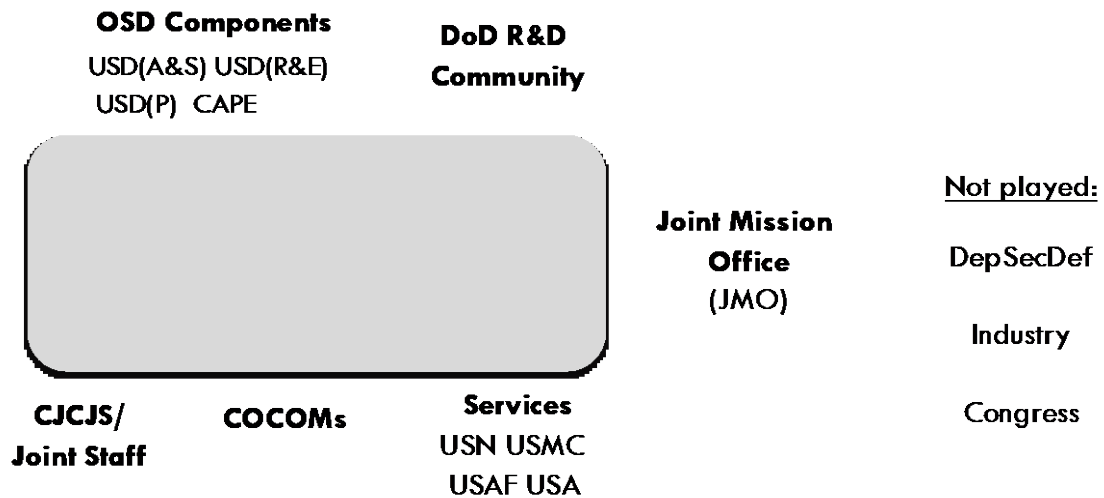 OSD Components
USD(A&S) USD(R&E)
USD(P) CAPE
DoD R&D
Community
Joint Mission
Office
(JMO)
Not played:
DepSecDef
Industry
Congress
CJCJS/
Joint Staff
COCOMs
Services
USN USMC
USAF USA